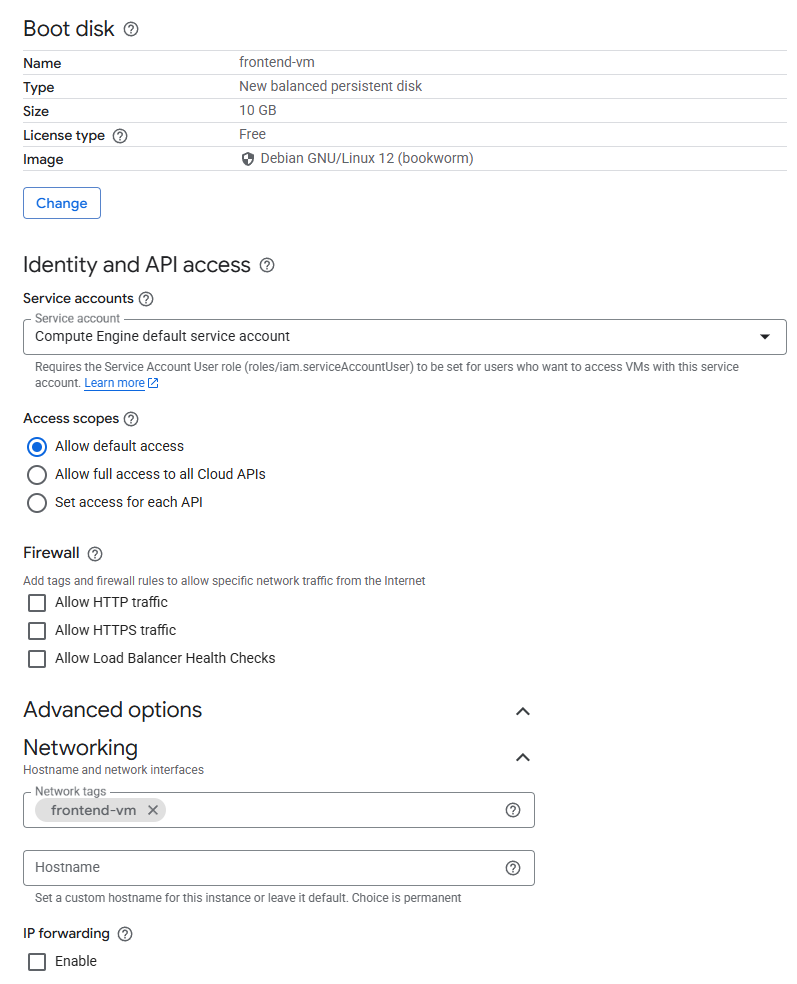 Boot disk
Name frontend-vm
Type New balanced persistent disk
Size 10 GB
License type Free
Image Debian GNU/Linux 12 (bookworm)
Change
Identity and API access
Service accounts
Service account
Compute Engine default service account
Requires the Service Account User role (roles/iam.serviceAccountUser) to be set for users who want to access VMs with this service
account. Learn more
Access scopes
Allow default access
Allow full access to all Cloud APIs
Set access for each API
Firewall
Add tags and firewall rules to allow specific network traffic from the Internet
Allow HTTP traffic
Allow HTTPS traffic
Allow Load Balancer Health Checks
Advanced options
Networking
Hostname and network interfaces
Network tags
frontend-vm
Hostname
Set a custom hostname for this instance or leave it default. Choice is permanent
IP forwarding
Enable